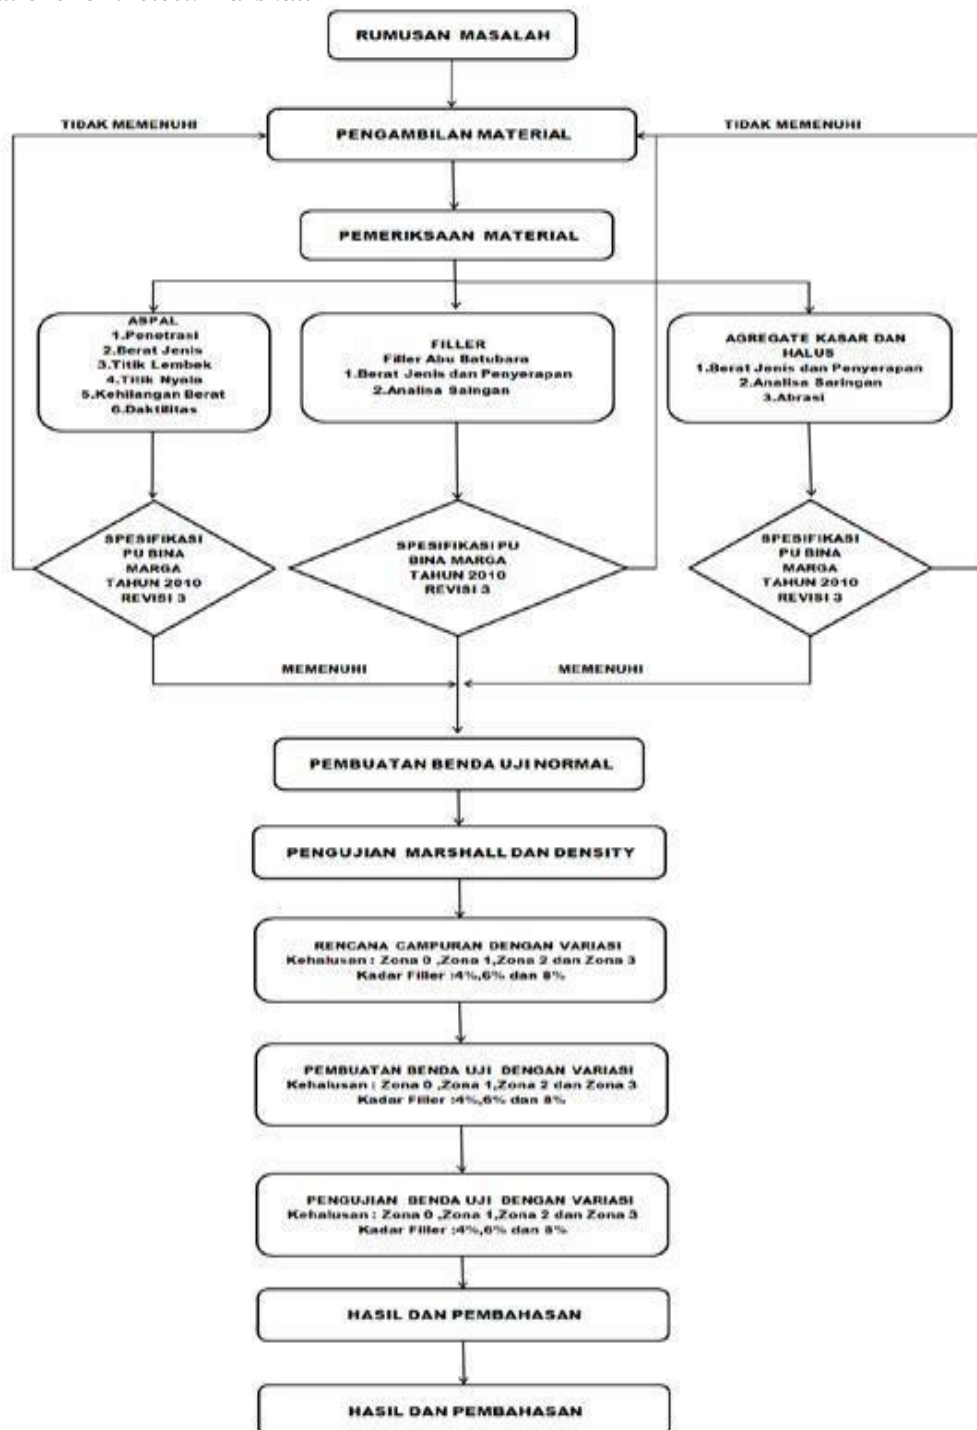 RUMUSAN MASALAH
TIDAK MEMENUHI
TIDAK MEMENUHI
PENGAMBILAN MATERIAL
PEMERIKSAAN MATERIAL
ASPAL
1.Penetrasi
2.Berat Jenis
3.Titik Lembek
4.Titik Nyala
5.Kehilangan Berat
6.Daktilitas
FILLER
Filler Abu Batubara
1.Berat Jenis dan Penyerapan
2.Analisa Saingan
AGREGATE KASAR DAN
HALUS
1.Berat Jenis dan Penyerapan
2.Analisa Saringan
3.Abrasi
SPESIFIKASI
PU BINA
MARGA
TAHUN 2010
REVISI 3
SPESIFIKASI PU
BINA MARGA
TAHUN 2010
REVISI 3
SPESIFIKASI
PU BINA
MARGA
TAHUN 2010
REVISI 3
MEMENUHI
MEMENUHI
PEMBUATAN BENDA UJI NORMAL
PENGUJIAN MARSHALL DAN DENSITY
RENCANA CAMPURAN DENGAN VARIASI
Kehalusan : Zona 0 ,Zona 1,Zona 2 dan Zona 3
Kadar Filler :4%,6% dan 8%
PEMBUATAN BENDA UJI DENGAN VARIASI
Kehalusan : Zona 0 ,Zona 1,Zona 2 dan Zona 3
Kadar Filler :4%,6% dan 8%
PENGUJIAN BENDA UJI DENGAN VARIASI
Kehalusan : Zona 0 ,Zona 1,Zona 2 dan Zona 3
Kadar Filler :4%,6% dan 8%
HASIL DAN PEMBAHASAN
HASIL DAN PEMBAHASAN